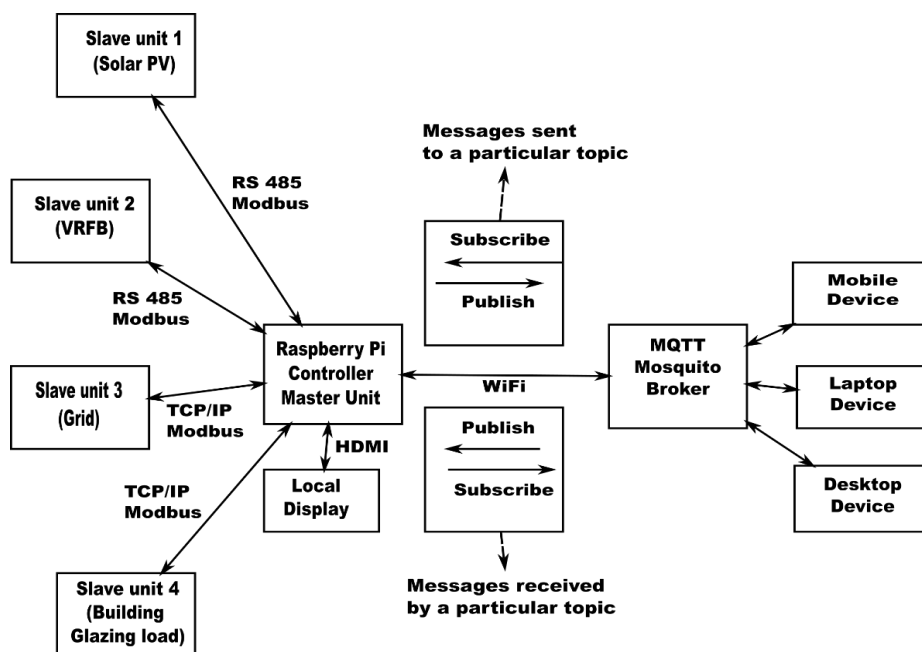 Slave unit 1
(Solar PV)
Messages sent
to a particular topic
RS 485
Modbus
Slave unit 2
(VRFB)
Subscribe
Publish
RS 485
Modbus
Mobile
Device
Raspberry Pi
Controller
Master Unit
MQTT
Mosquito
Broker
WiFi
Slave unit 3
(Grid)
TCP/IP
Modbus
Laptop
Device
Publish
Subscribe
HDMI
TCP/IP
Modbus
Local
Display
Desktop
Device
Slave unit 4
(Building
Glazing load)
Messages received
by a particular topic